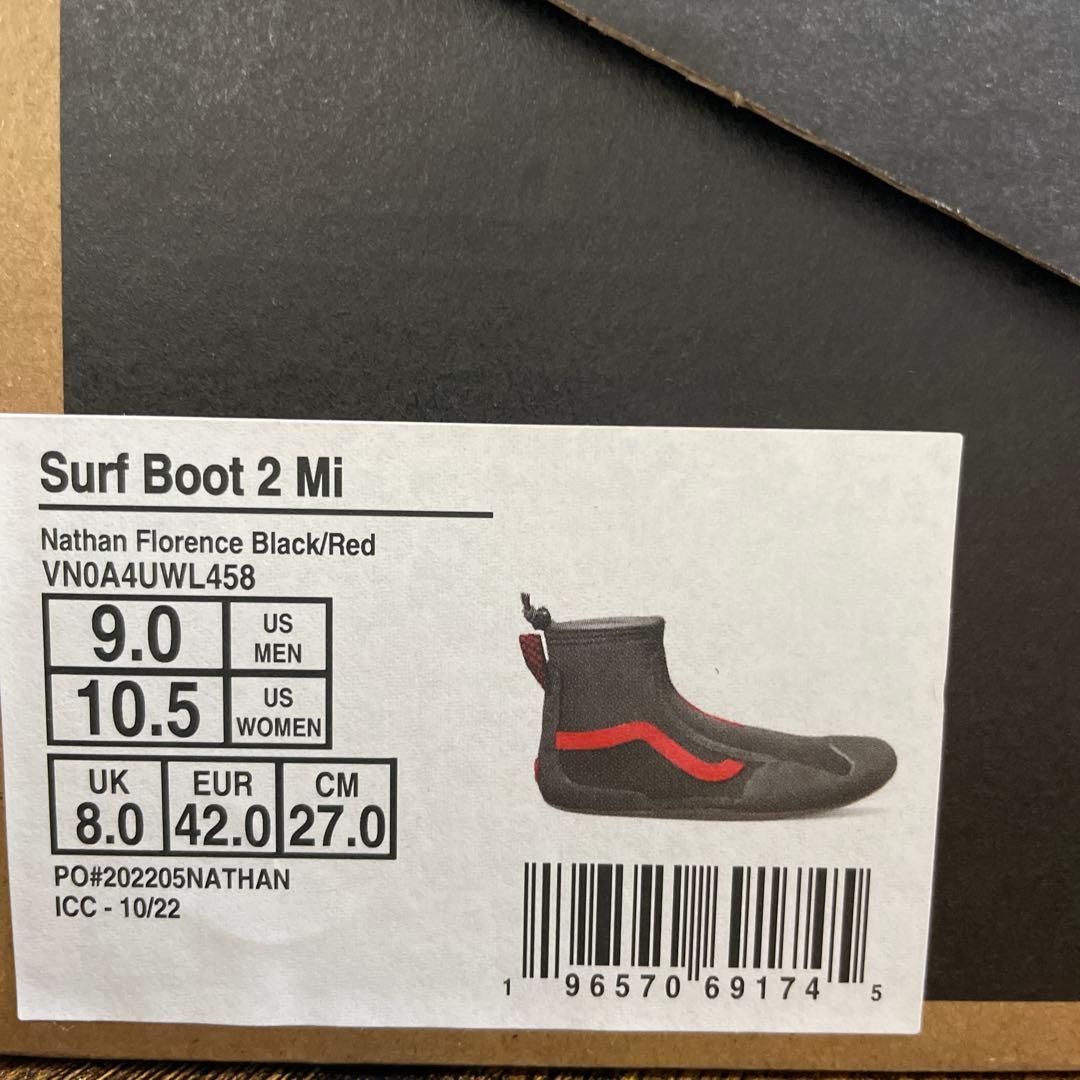 Surf Boot 2 Mi
Nathan Florence Black/Red
VN0A4UWL458
9.0 US MEN
10.5 US WOMEN
UK EUR CM
8.0 42.0 27.0
PO#202205NATHAN
ICC - 10/22
1 96570 69174 5